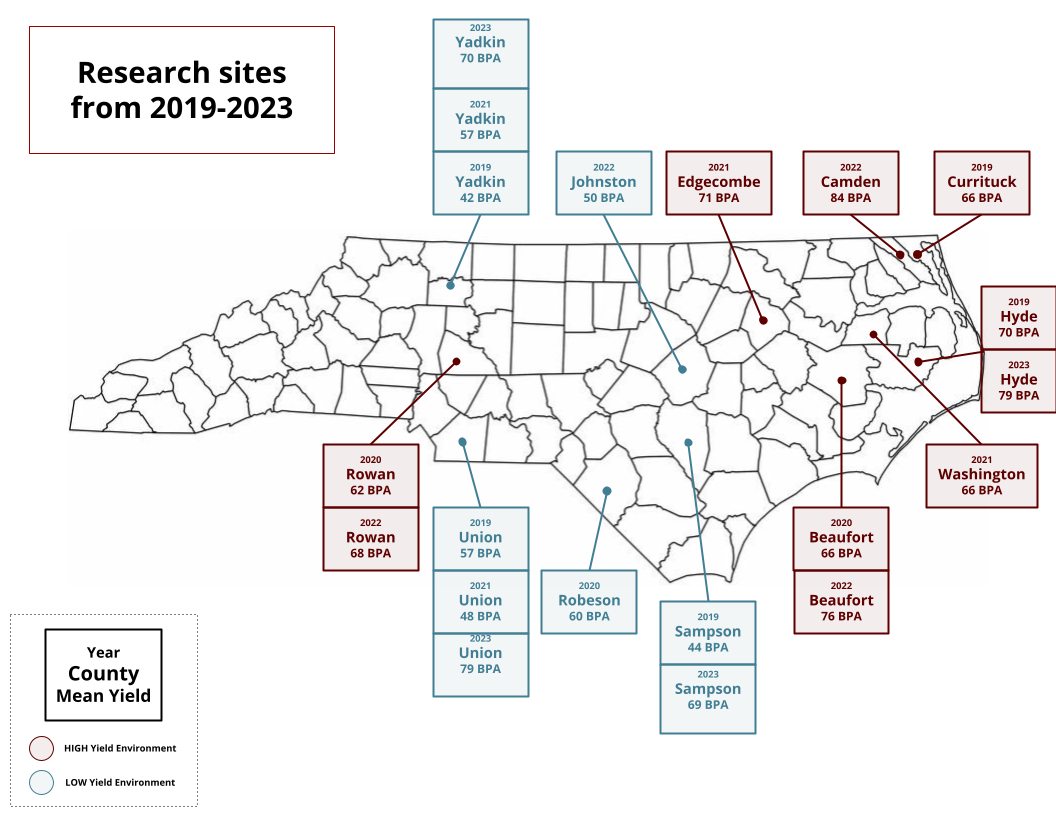 Research sites
from 2019-2023
2023
Yadkin
70 BPA
2021
Yadkin
57 BPA
2019
Yadkin
42 BPA
2022
Johnston
50 BPA
2021
Edgecombe
71 BPA
2022
Camden
84 BPA
2019
Currituck
66 BPA
2019
Hyde
70 BPA
2023
Hyde
79 BPA
2020
Rowan
62 BPA
2022
Rowan
68 BPA
2021
Washington
66 BPA
2019
Union
57 BPA
2021
Union
48 BPA
2023
Union
79 BPA
2020
Robeson
60 BPA
2019
Sampson
44 BPA
2023
Sampson
69 BPA
2020
Beaufort
66 BPA
2022
Beaufort
76 BPA
Year
County
Mean Yield
HIGH Yield Environment
LOW Yield Environment